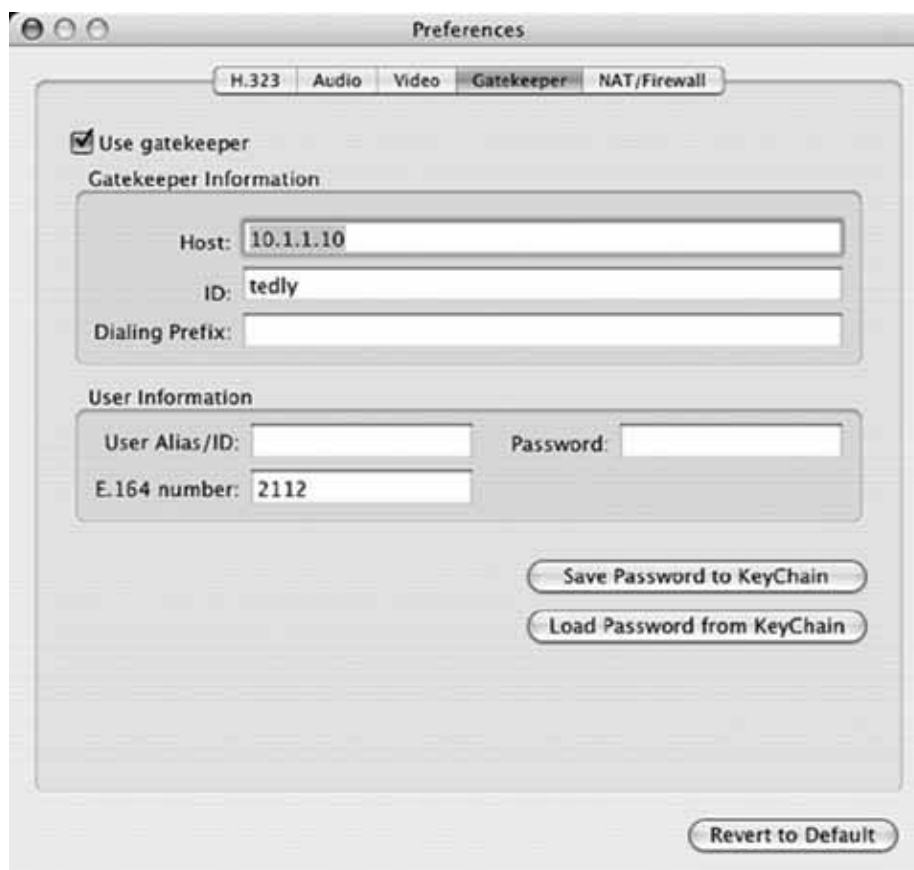 Preferences
H.323 Audio Video Gatekeeper NAT/Firewall
Use gatekeeper
Gatekeeper Information
Host: 10.1.1.10
ID: tedly
Dialing Prefix:
User Information
User Alias/ID: Password:
E.164 number: 2112
Save Password to KeyChain
Load Password from KeyChain
Revert to Default